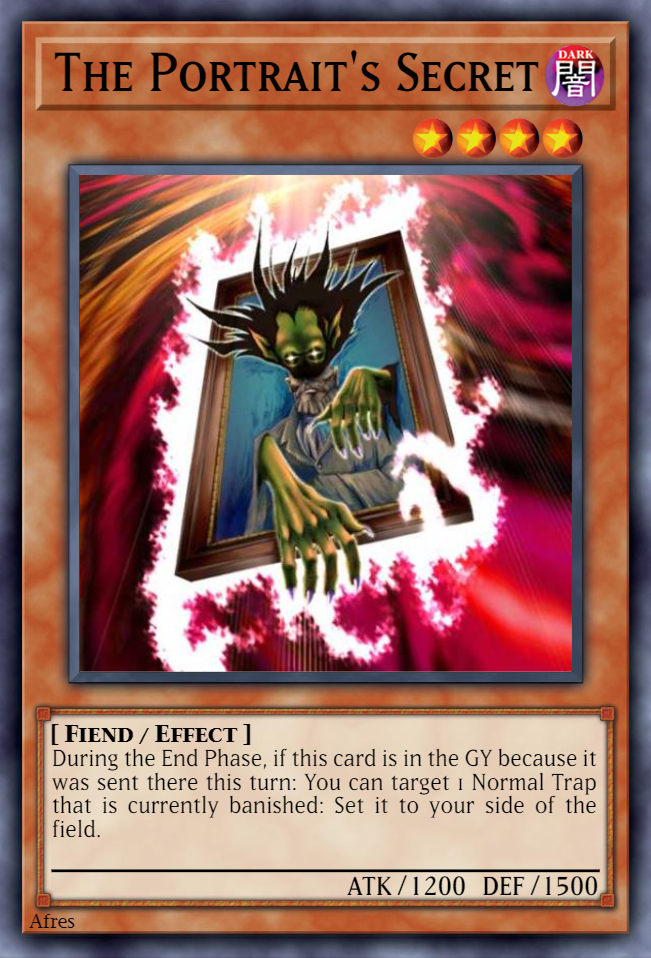 The Portrait's Secret
DARK
闇
[ Fiend / Effect ]
During the End Phase, if this card is in the GY because it
was sent there this turn: You can target 1 Normal Trap
that is currently banished: Set it to your side of the
field.
ATK / 1200 DEF / 1500
Afres